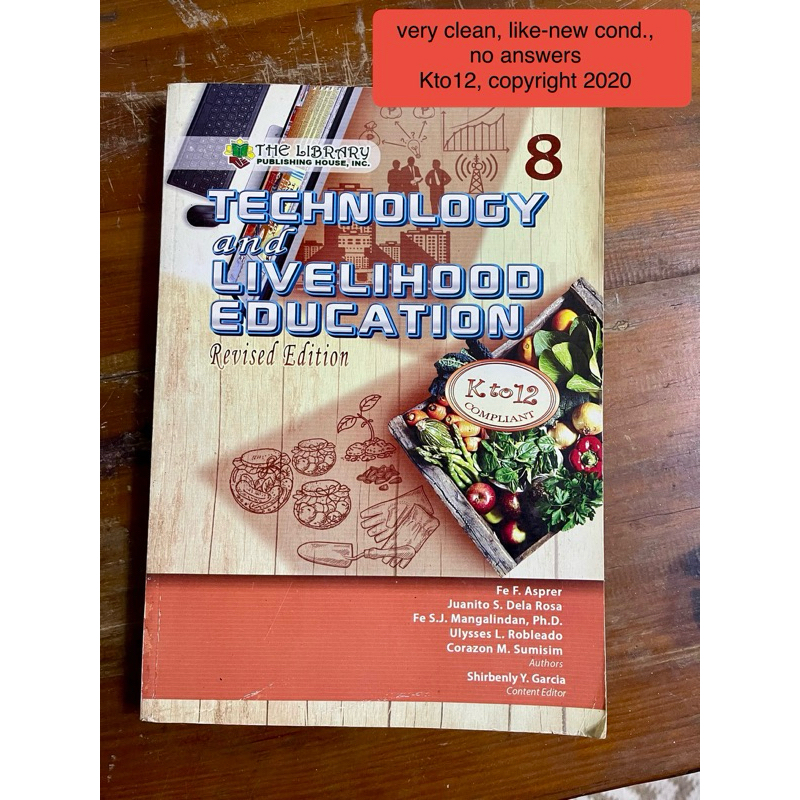 very clean, like-new cond.,
no answers
Kto12, copyright 2020
THE LIBRARY
PUBLISHING HOUSE, INC.
8
TECHNOLOGY
and
LIVELIHOOD
EDUCATION
Revised Edition
K to 12
COMPLIANT
Fe F. Asprer
Juanito S. Dela Rosa
Fe S.J. Mangalindan, Ph.D.
Ulysses L. Robleado
Corazon M. Sumisim
Authors
Shirbenly Y. Garcia
Content Editor